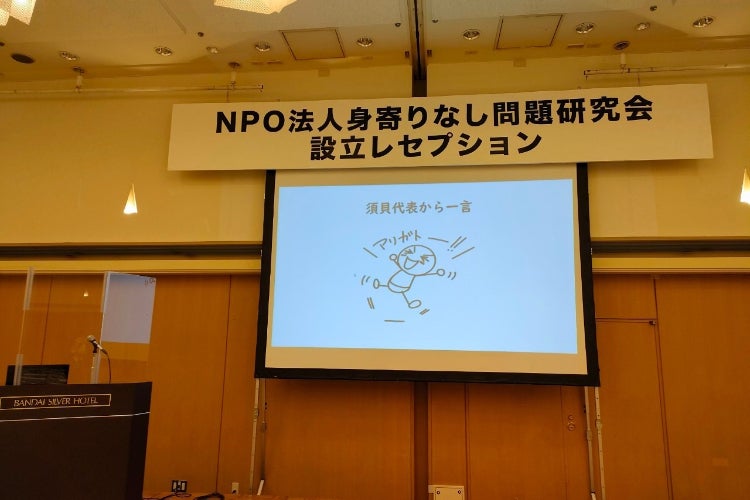 NPO法人身寄りなし問題研究会
設立レセプション
須貝代表から一言
アリガトー!!
BANDAI SILVER HOTEL